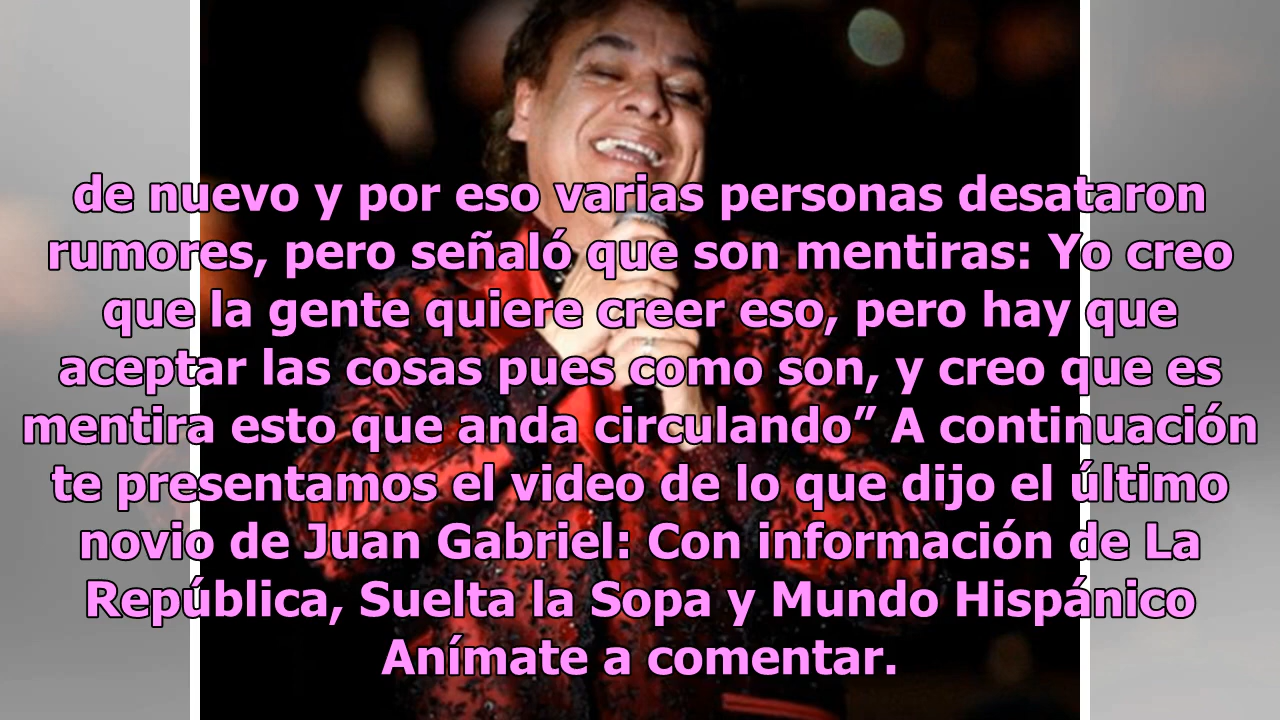 de nuevo y por eso varias personas desataron
rumores, pero señaló que son mentiras: Yo creo
que la gente quiere creer eso, pero hay que
aceptar las cosas pues como son, y creo que es
mentira esto que anda circulando” A continuación
te presentamos el video de lo que dijo el último
novio de Juan Gabriel: Con información de La
República, Suelta la Sopa y Mundo Hispánico
Anímate a comentar.